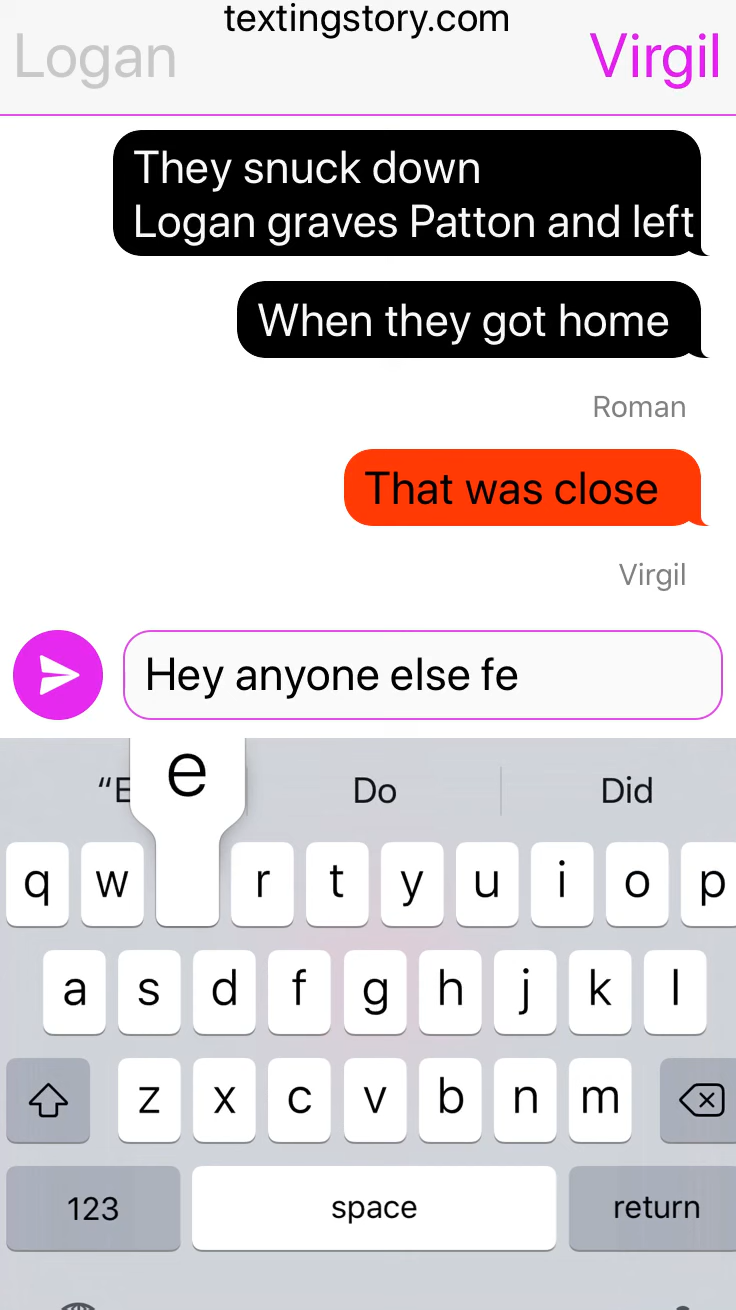 textingstory.com
Logan
Virgil
They snuck down
Logan graves Patton and left
When they got home
Roman
That was close
Virgil
Hey anyone else fe
e
Do
Did
q w r t y u i o p
a s d f g h j k l
z x c v b n m
123 space return